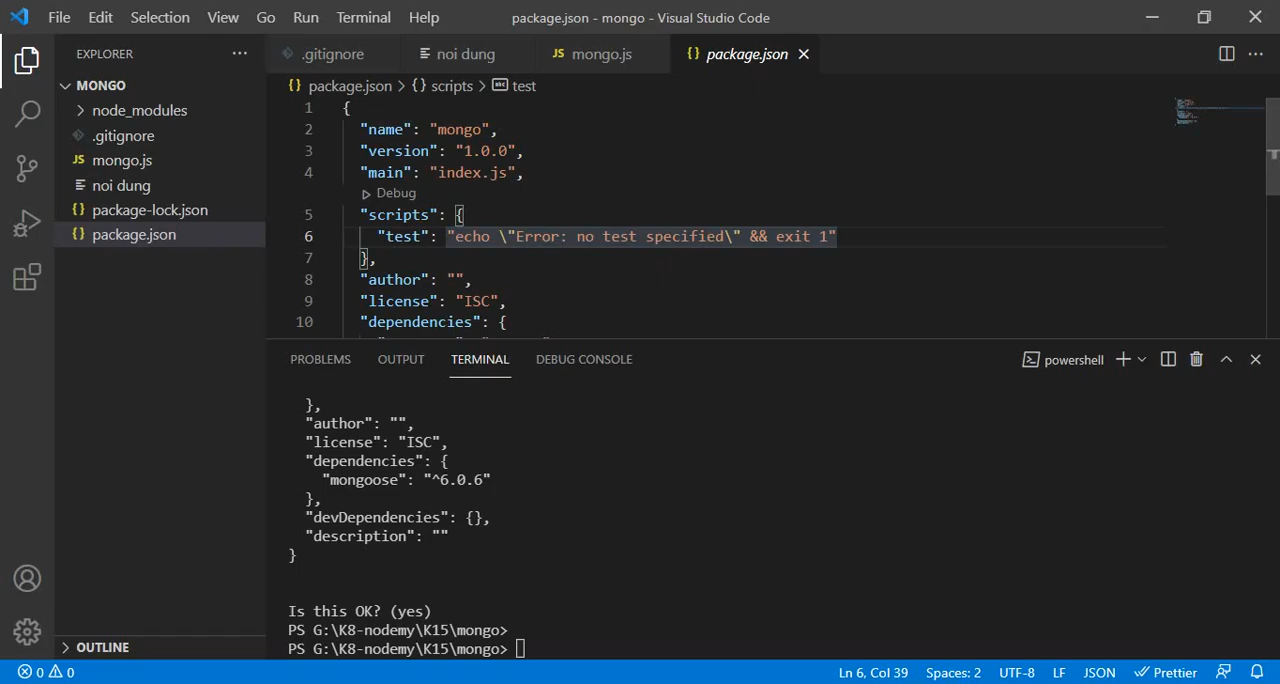 File Edit Selection View Go Run Terminal Help package.json - mongo - Visual Studio Code
EXPLORER
MONGO
node_modules
.gitignore
mongo.js
noi dung
package-lock.json
package.json
OUTLINE
.gitignore noi dung mongo.js package.json
package.json > {} scripts > test
1 {
2 "name": "mongo",
3 "version": "1.0.0",
4 "main": "index.js",
Debug
5 "scripts": {
6 "test": "echo \"Error: no test specified\" && exit 1"
7 },
8 "author": "",
9 "license": "ISC",
10 "dependencies": {
PROBLEMS OUTPUT TERMINAL DEBUG CONSOLE powershell
},
"author": "",
"license": "ISC",
"dependencies": {
"mongoose": "^6.0.6"
},
"devDependencies": {},
"description": ""
}
Is this OK? (yes)
PS G:\K8-nodemy\K15\mongo>
PS G:\K8-nodemy\K15\mongo>
0 0 Ln 6, Col 39 Spaces: 2 UTF-8 LF JSON Prettier